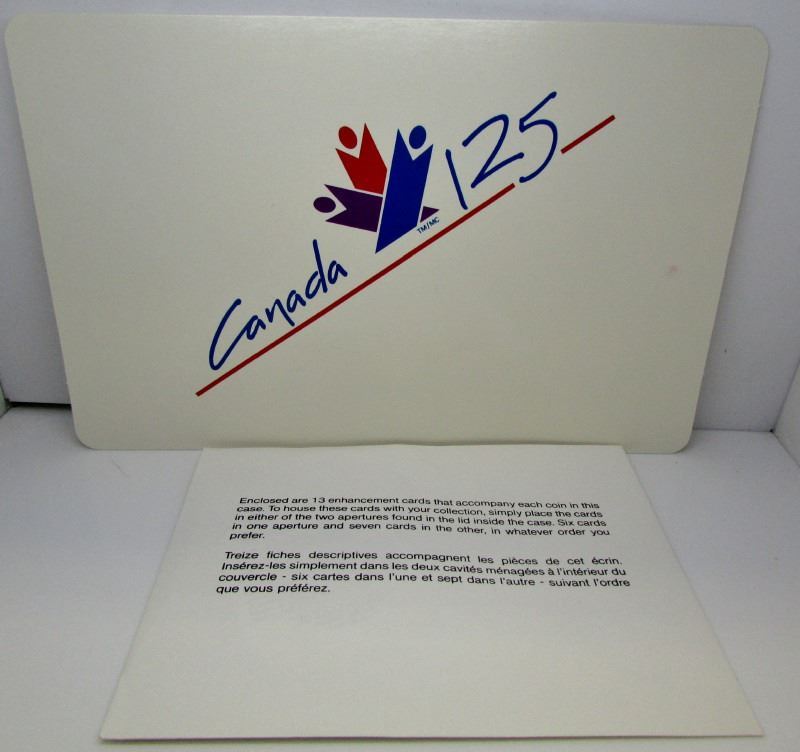 Canada 125
TM/MC
Enclosed are 13 enhancement cards that accompany each coin in this
case. To house these cards with your collection, simply place the cards
in either of the two apertures found in the lid inside the case. Six cards
in one aperture and seven cards in the other, in whatever order you
prefer.
Treize fiches descriptives accompagnent les pièces de cet écrin.
Insérez-les simplement dans les deux cavités ménagées à l'intérieur du
couvercle - six cartes dans l'une et sept dans l'autre - suivant l'ordre
que vous préférez.